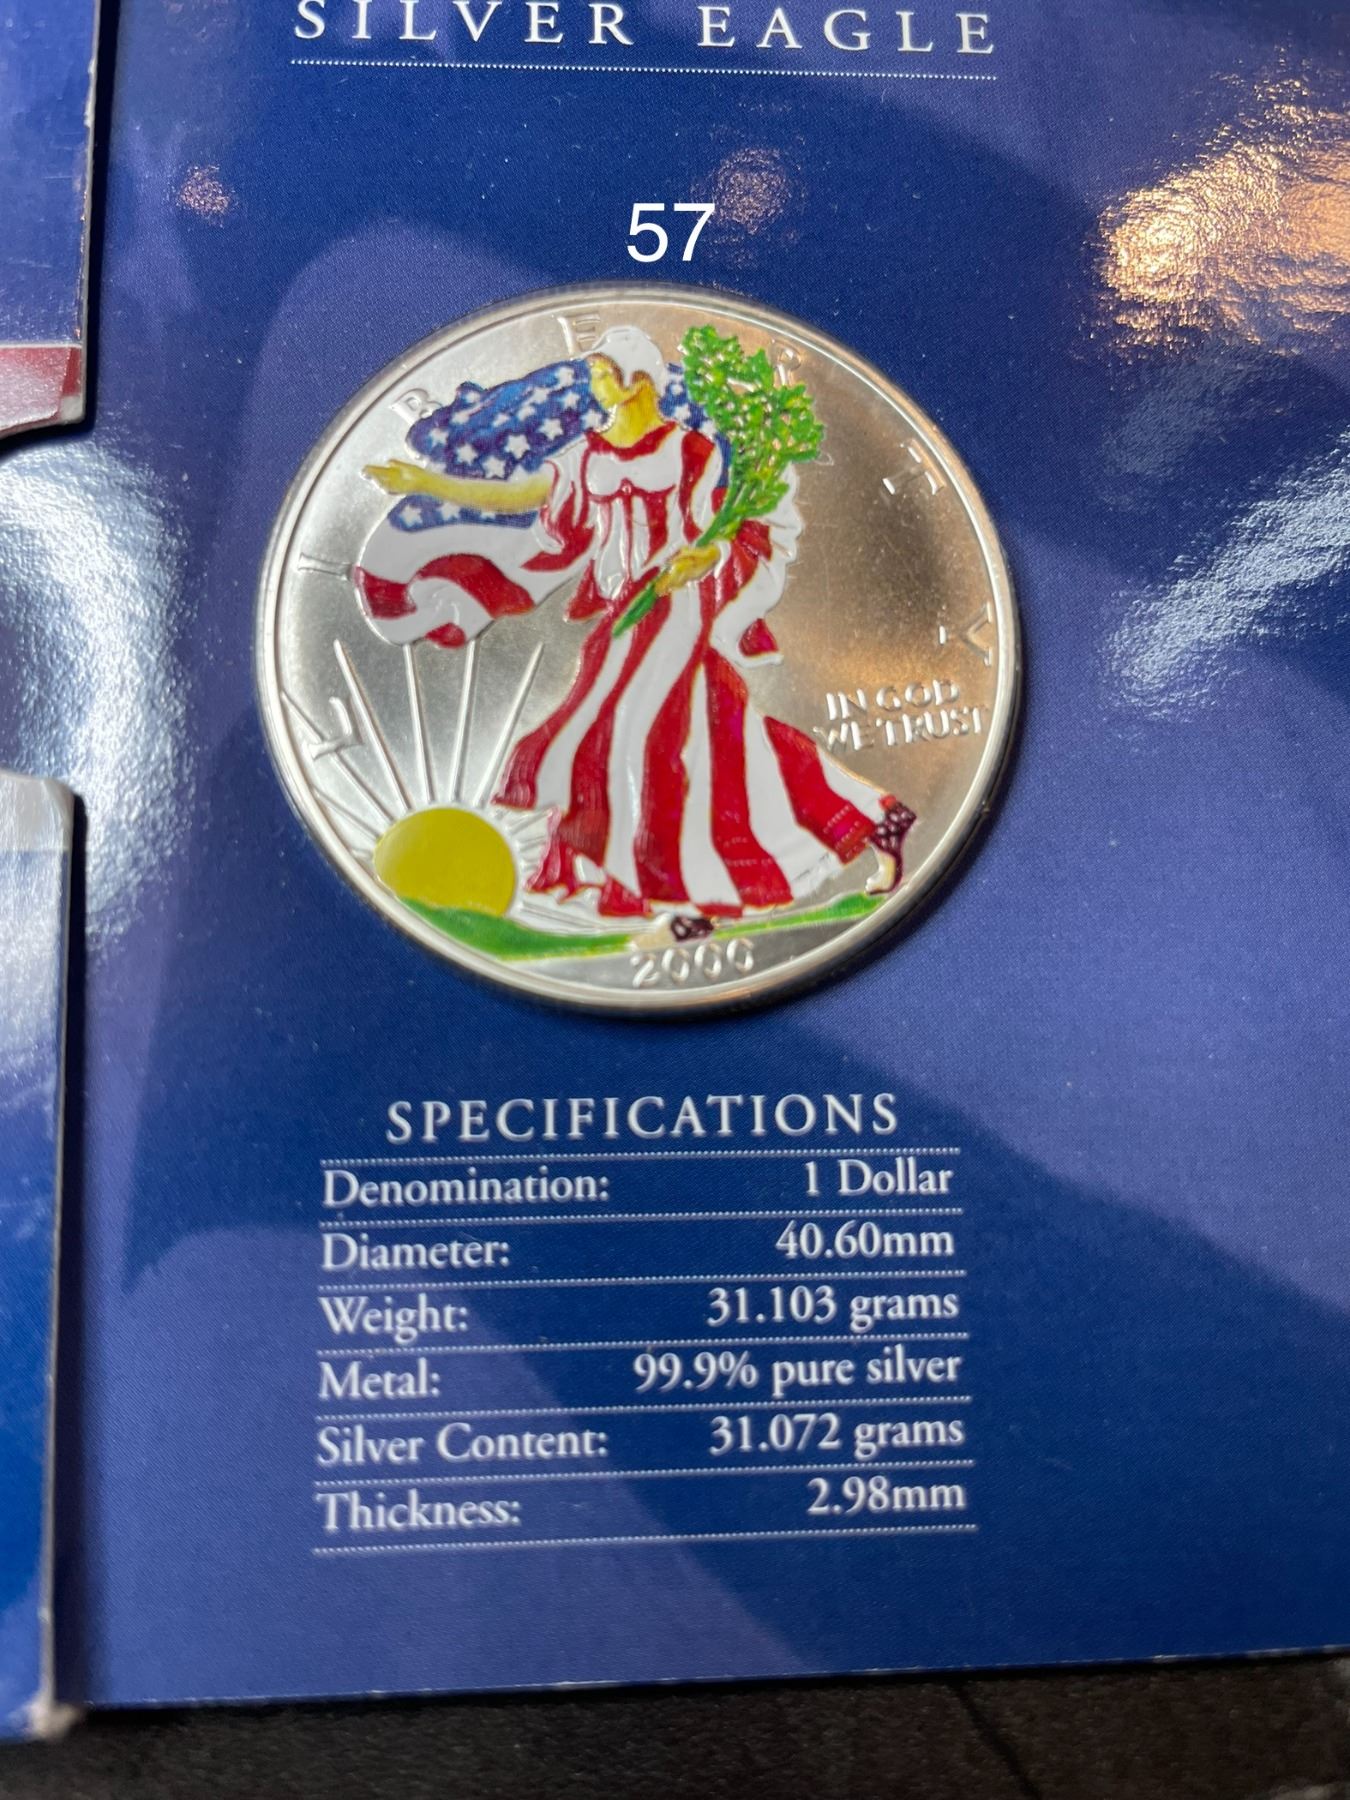 SILVER EAGLE
57
LIBERTY
IN GOD
WE TRUST
2000
SPECIFICATIONS
Denomination: 1 Dollar
Diameter: 40.60mm
Weight: 31.103 grams
Metal: 99.9% pure silver
Silver Content: 31.072 grams
Thickness: 2.98mm